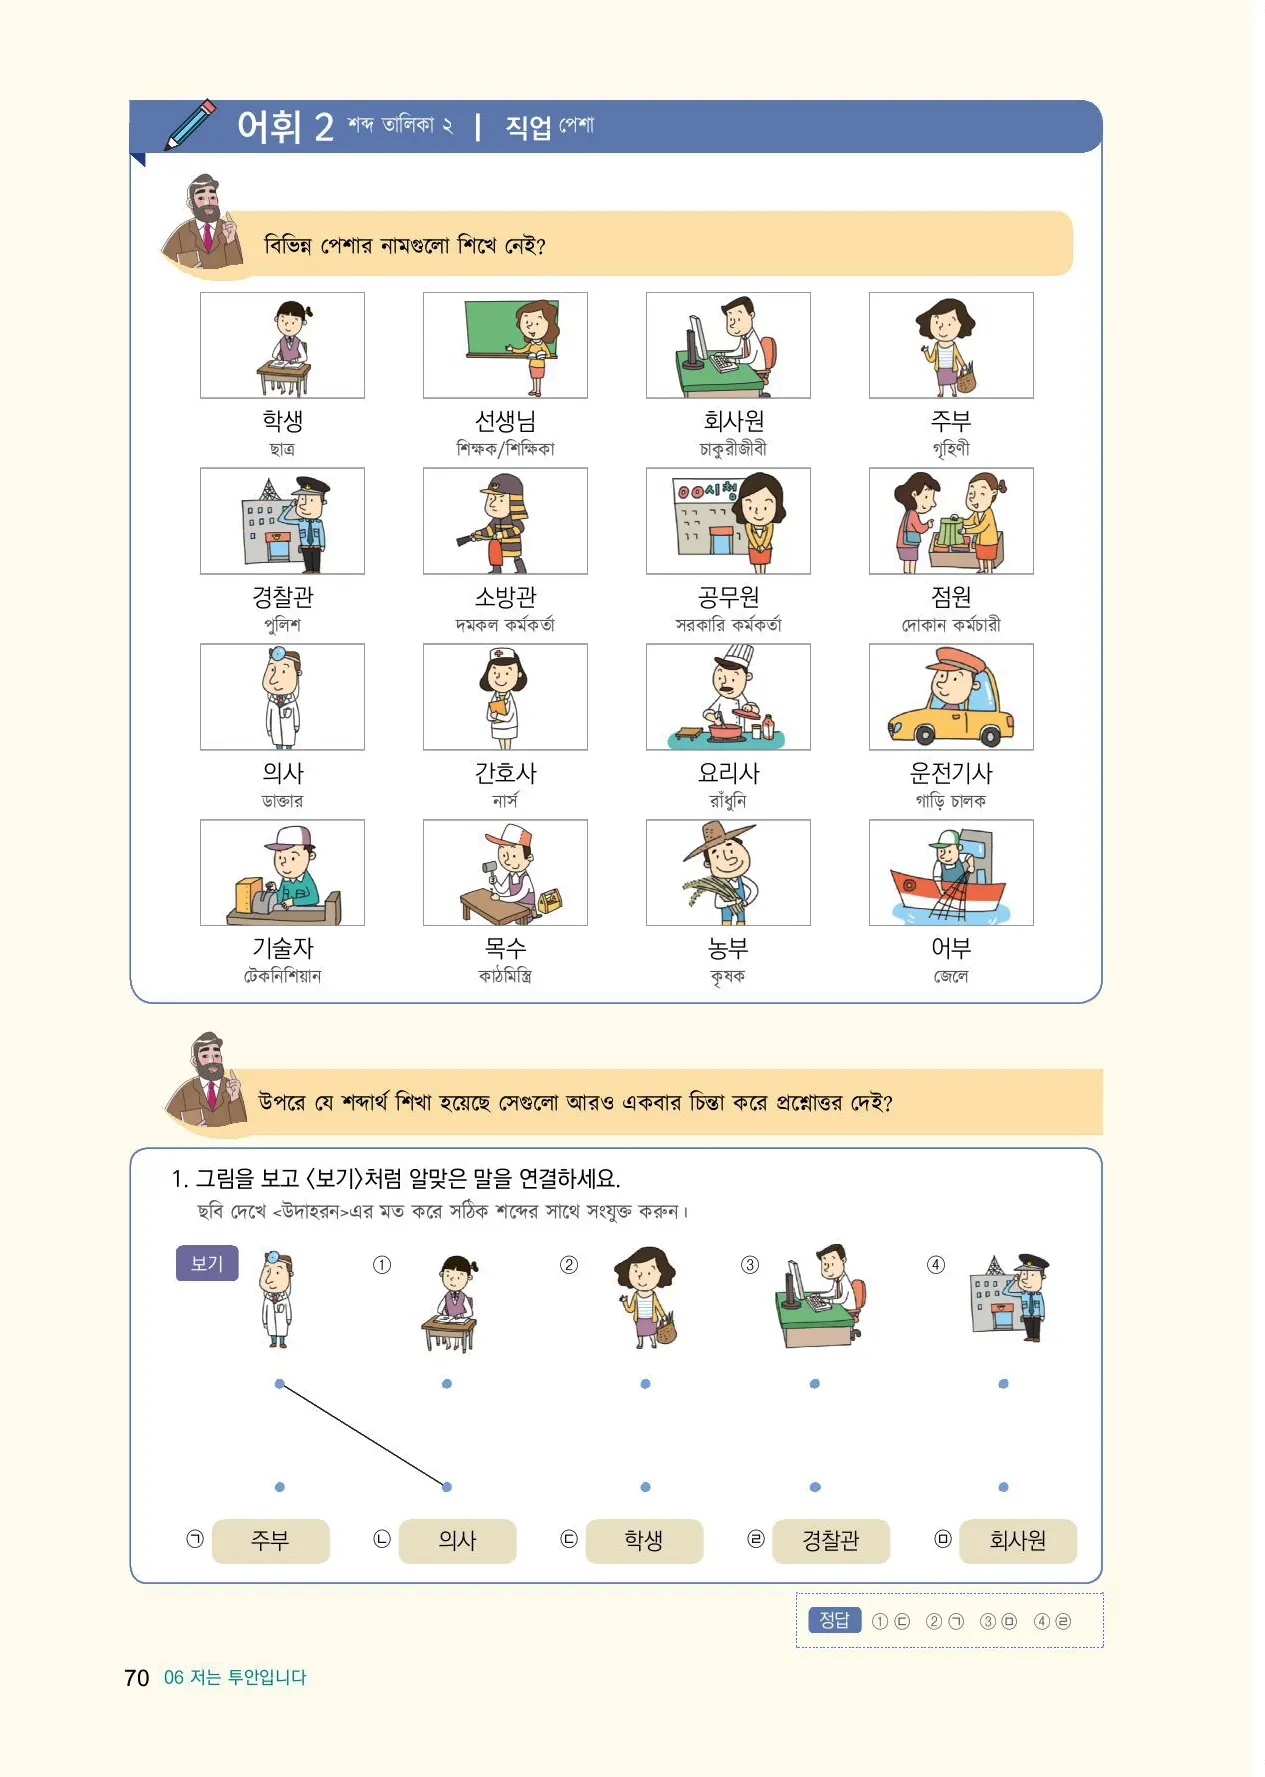 어휘 2 শব্দ তালিকা ২ | 직업 পেশা
বিভিন্ন পেশার নামগুলো শিখে নেই?
학생 선생님 회사원 주부
ছাত্র শিক্ষক/শিক্ষিকা চাকুরীজীবী গৃহিণী
○○시청
경찰관 소방관 공무원 점원
পুলিশ দমকল কর্মকর্তা সরকারি কর্মকর্তা দোকান কর্মচারী
의사 간호사 요리사 운전기사
ডাক্তার নার্স রাঁধুনি গাড়ি চালক
기술자 목수 농부 어부
টেকনিশিয়ান কাঠমিস্ত্রি কৃষক জেলে
উপরে যে শব্দার্থ শিখা হয়েছে সেগুলো আরও একবার চিন্তা করে প্রশ্নোত্তর দেই?
1. 그림을 보고 <보기>처럼 알맞은 말을 연결하세요.
ছবি দেখে <উদাহরন>এর মত করে সঠিক শব্দের সাথে সংযুক্ত করুন।
보기 ① ② ③ ④
㉠ 주부 ㉡ 의사 ㉢ 학생 ㉣ 경찰관 ㉤ 회사원
정답 ①㉢ ②㉠ ③㉤ ④㉣
70 06 저는 투안입니다